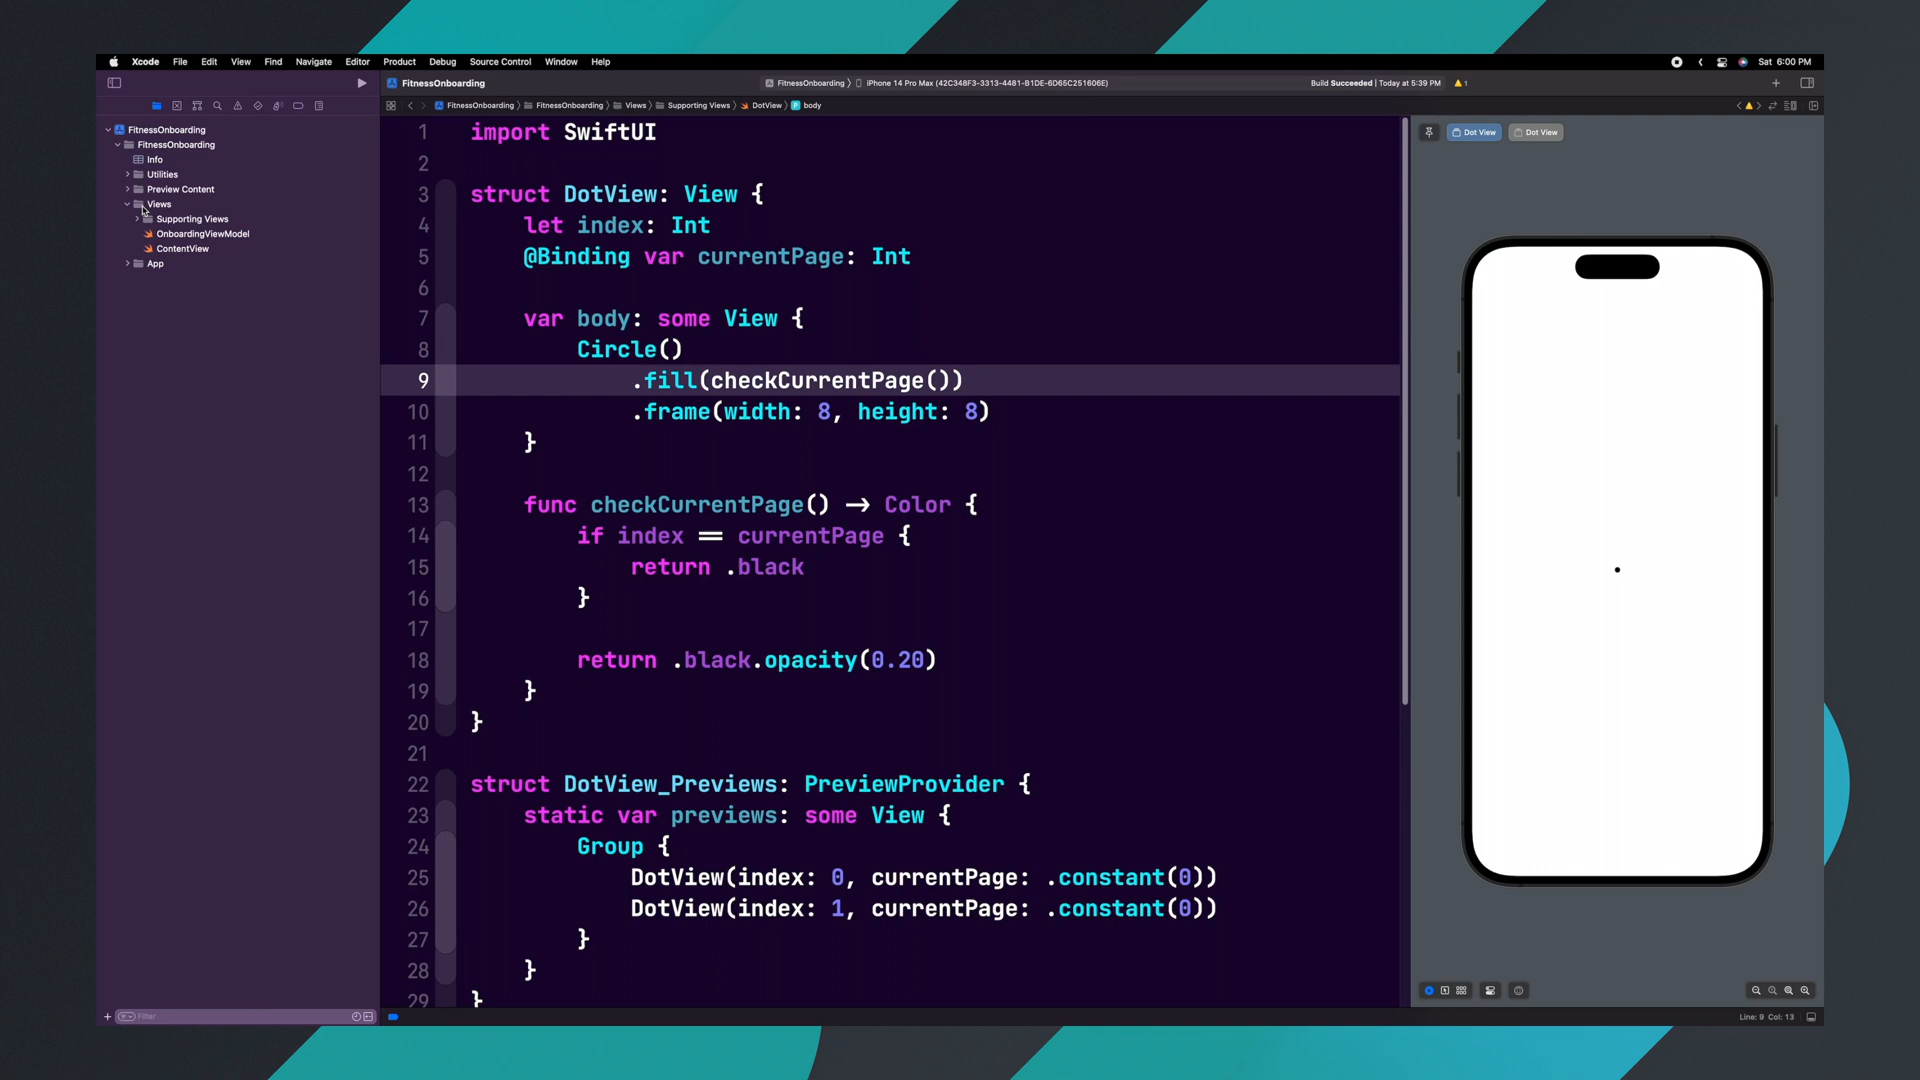 Xcode File Edit View Find Navigate Editor Product Debug Source Control Window Help
Sat 6:00 PM
FitnessOnboarding
FitnessOnboarding 〉 iPhone 14 Pro Max (42C348F3-3313-4481-B1DE-6D65C251606E)
Build Succeeded | Today at 5:39 PM
1
FitnessOnboarding 〉 FitnessOnboarding 〉 Views 〉 Supporting Views 〉 DotView 〉 P body
FitnessOnboarding
FitnessOnboarding
Info
Utilities
Preview Content
Views
Supporting Views
OnboardingViewModel
ContentView
App
Filter
1 import SwiftUI
2
3 struct DotView: View {
4 let index: Int
5 @Binding var currentPage: Int
6
7 var body: some View {
8 Circle()
9 .fill(checkCurrentPage())
10 .frame(width: 8, height: 8)
11 }
12
13 func checkCurrentPage() -> Color {
14 if index == currentPage {
15 return .black
16 }
17
18 return .black.opacity(0.20)
19 }
20 }
21
22 struct DotView_Previews: PreviewProvider {
23 static var previews: some View {
24 Group {
25 DotView(index: 0, currentPage: .constant(0))
26 DotView(index: 1, currentPage: .constant(0))
27 }
28 }
29 }
Dot View
Dot View
Line: 9 Col: 13